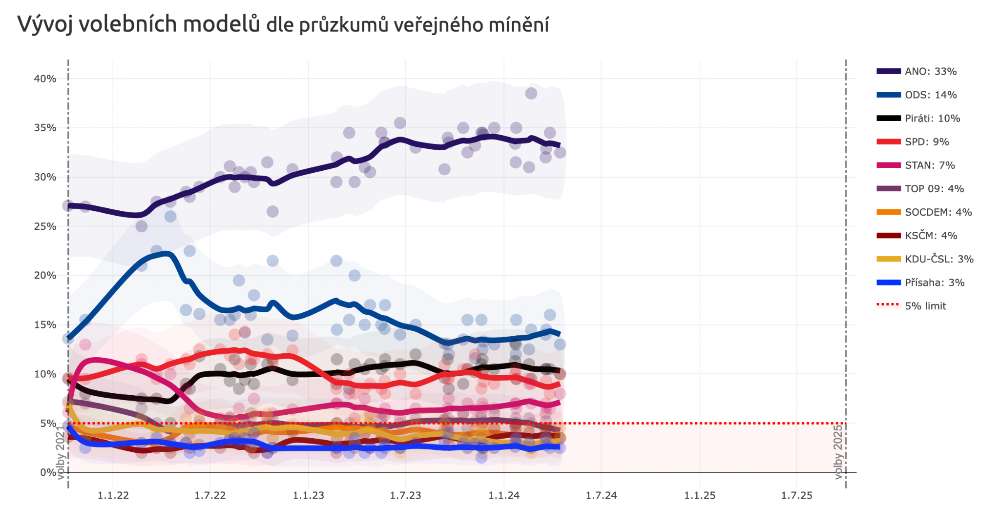 Vývoj volebních modelů dle průzkumů veřejného mínění
40%
35%
30%
25%
20%
15%
10%
5%
0%
volby 2021
volby 2025
1.1.22
1.7.22
1.1.23
1.7.23
1.1.24
1.7.24
1.1.25
1.7.25
ANO: 33%
ODS: 14%
Piráti: 10%
SPD: 9%
STAN: 7%
TOP 09: 4%
SOCDEM: 4%
KSČM: 4%
KDU-ČSL: 3%
Přísaha: 3%
5% limit